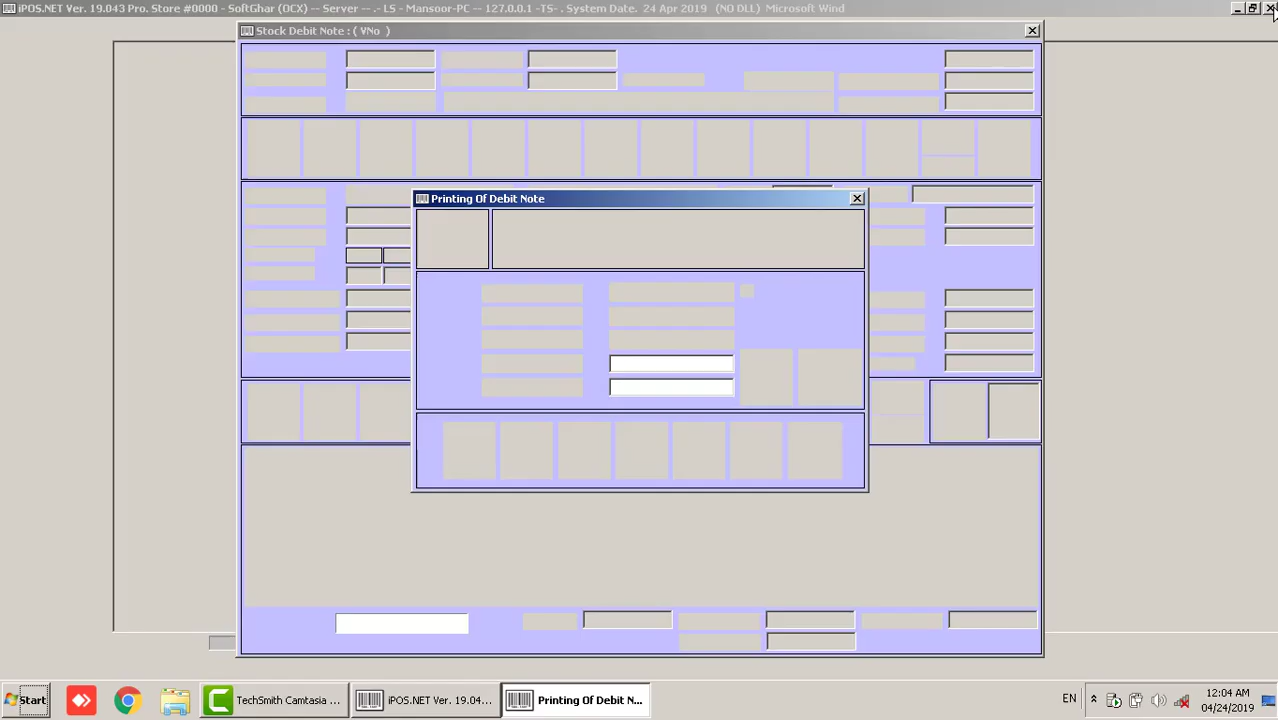 iPOS.NET Ver. 19.043 Pro. Store #0000 - SoftGhar (OCX) -- Server -- .- LS - Mansoor-PC -- 127.0.0.1 -TS- . System Date. 24 Apr 2019 (NO DLL) Microsoft Wind
Stock Debit Note : ( VNo )
Printing Of Debit Note
Start
TechSmith Camtasia ...
iPOS.NET Ver. 19.04...
Printing Of Debit N...
EN
12:04 AM
04/24/2019